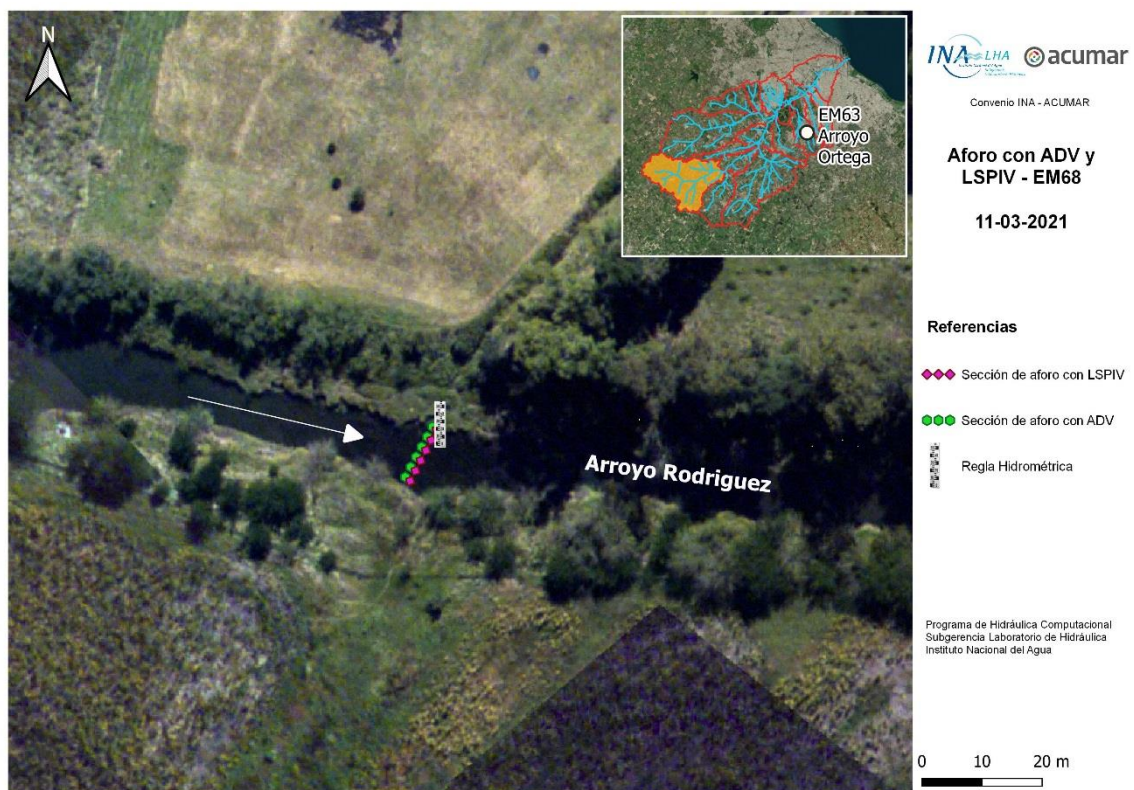 N
EM63
Arroyo
Ortega
Arroyo Rodriguez
INA LHA
acumar
Convenio INA - ACUMAR
Aforo con ADV y
LSPIV - EM68
11-03-2021
Referencias
Sección de aforo con LSPIV
Sección de aforo con ADV
Regla Hidrométrica
Programa de Hidráulica Computacional
Subgerencia Laboratorio de Hidráulica
Instituto Nacional del Agua
0 10 20 m